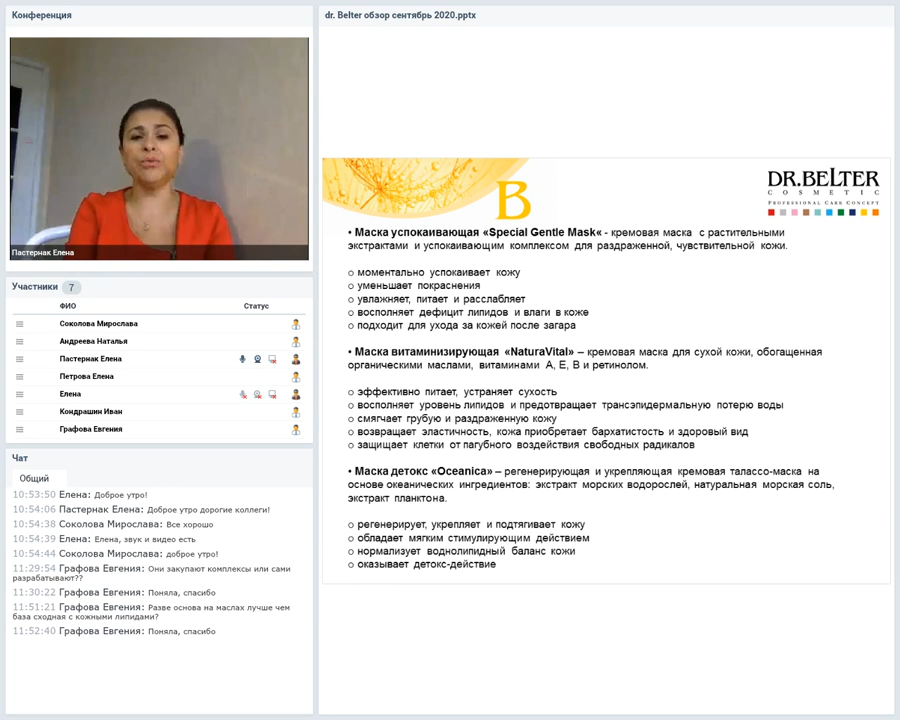 Конференция
Пастернак Елена
Участники 7
ФИО Статус
Соколова Мирослава
Андреева Наталья
Пастернак Елена
Петрова Елена
Елена
Кондрашин Иван
Графова Евгения
Чат
Общий
10:53:50 Елена: Доброе утро!
10:54:06 Пастернак Елена: Доброе утро дорогие коллеги!
10:54:38 Соколова Мирослава: Все хорошо
10:54:39 Елена: Елена, звук и видео есть
10:54:44 Соколова Мирослава: доброе утро!
11:29:54 Графова Евгения: Они закупают комплексы или сами
разрабатывают??
11:30:22 Графова Евгения: Поняла, спасибо
11:51:21 Графова Евгения: Разве основа на маслах лучше чем
база сходная с кожными липидами?
11:52:40 Графова Евгения: Поняла, спасибо
dr. Belter обзор сентябрь 2020.pptx
B
DR.BELTER
COSMETIC
PROFESSIONAL CARE CONCEPT
• Маска успокаивающая «Special Gentle Mask« - кремовая маска с растительными
экстрактами и успокаивающим комплексом для раздраженной, чувствительной кожи.
o моментально успокаивает кожу
o уменьшает покраснения
o увлажняет, питает и расслабляет
o восполняет дефицит липидов и влаги в коже
o подходит для ухода за кожей после загара
• Маска витаминизирующая «NaturaVital» – кремовая маска для сухой кожи, обогащенная
органическими маслами, витаминами А, Е, В и ретинолом.
o эффективно питает, устраняет сухость
o восполняет уровень липидов и предотвращает трансэпидермальную потерю воды
o смягчает грубую и раздраженную кожу
o возвращает эластичность, кожа приобретает бархатистость и здоровый вид
o защищает клетки от пагубного воздействия свободных радикалов
• Маска детокс «Oceanica» – регенерирующая и укрепляющая кремовая талассо-маска на
основе океанических ингредиентов: экстракт морских водорослей, натуральная морская соль,
экстракт планктона.
o регенерирует, укрепляет и подтягивает кожу
o обладает мягким стимулирующим действием
o нормализует воднолипидный баланс кожи
o оказывает детокс-действие